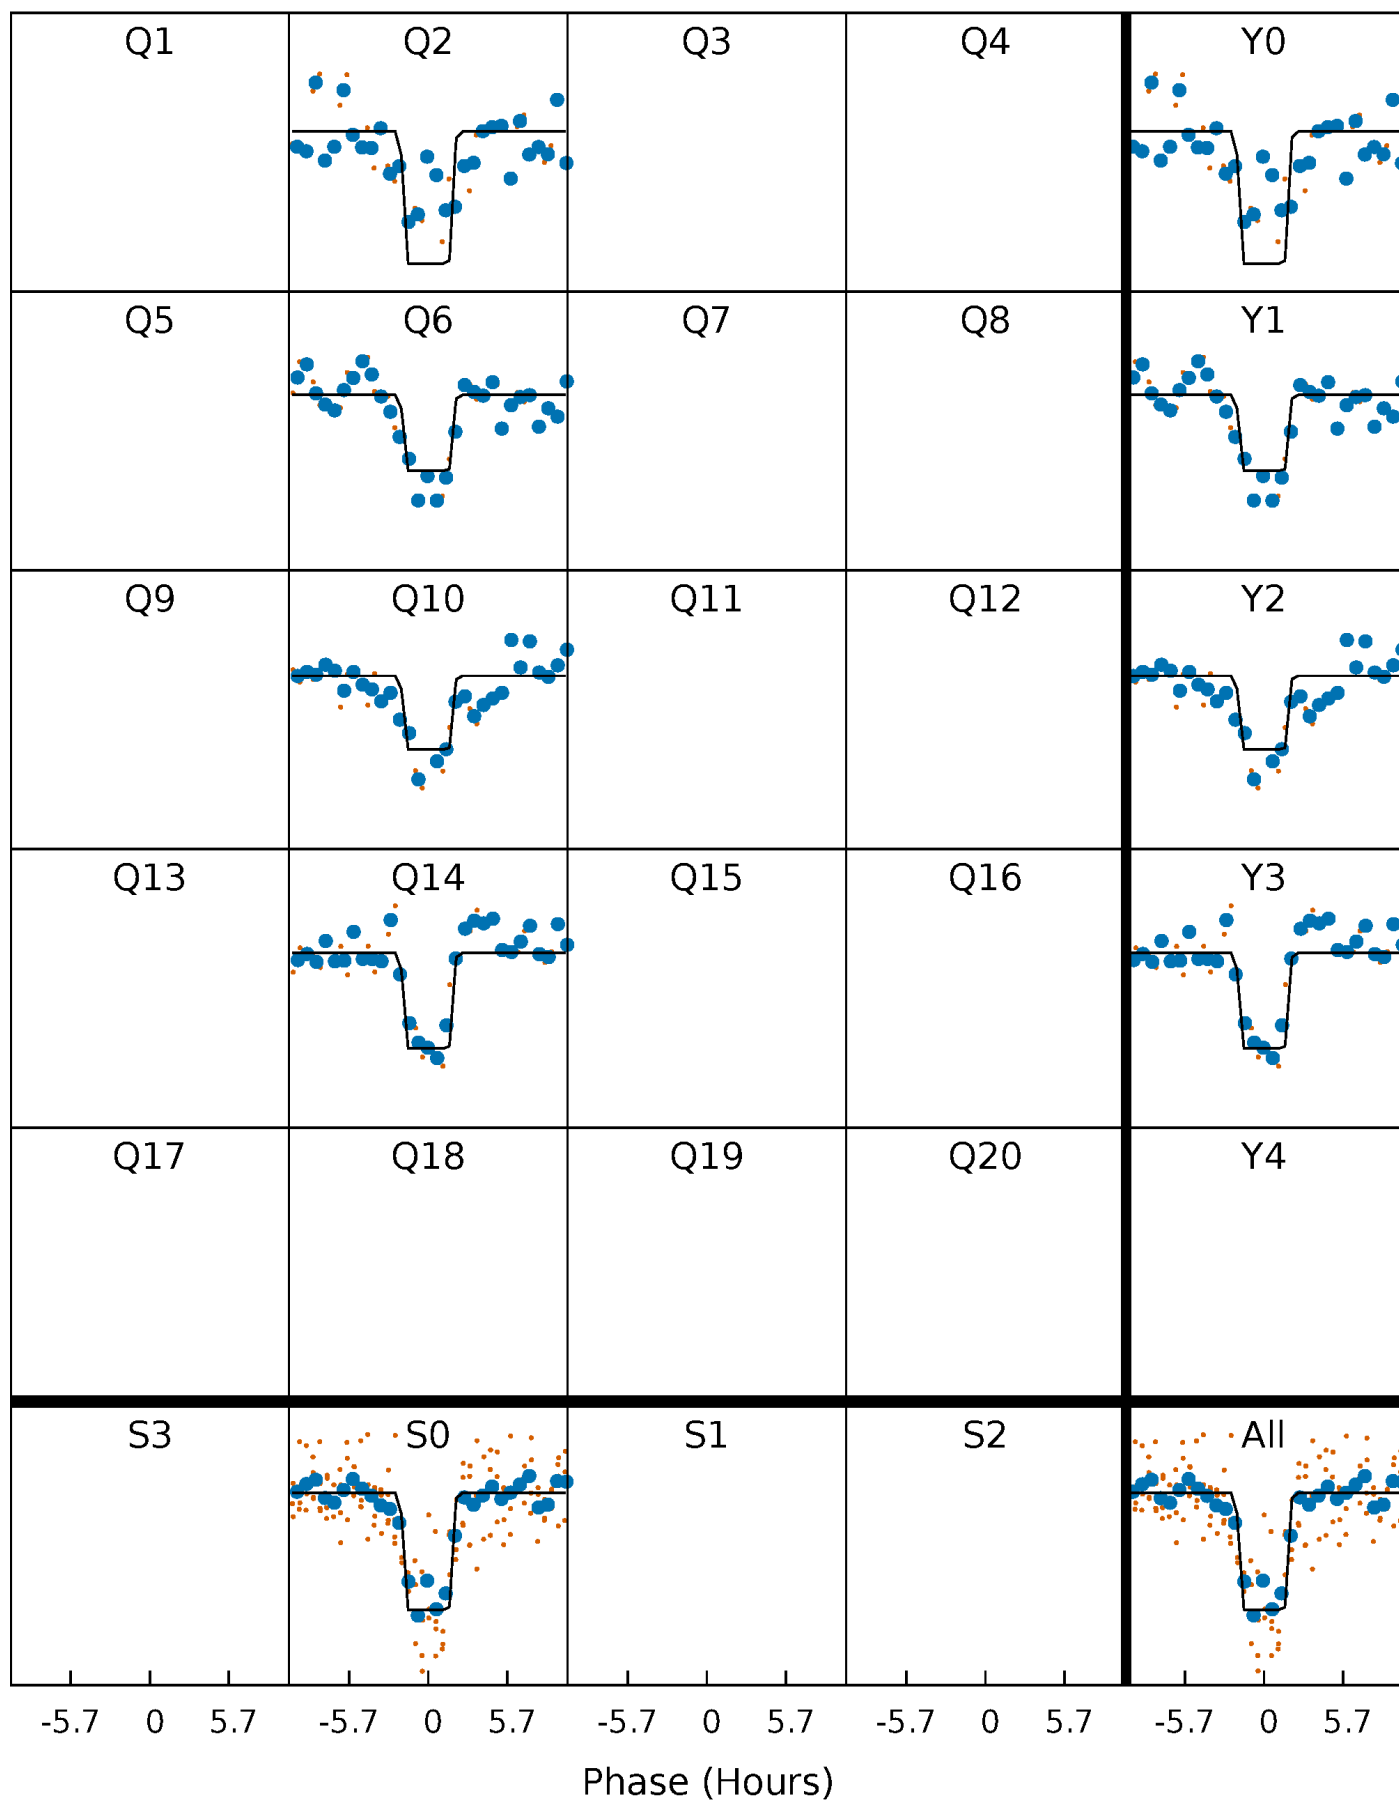 Q1 Q2 Q3 Q4 Y0
Q5 Q6 Q7 Q8 Y1
Q9 Q10 Q11 Q12 Y2
Q13 Q14 Q15 Q16 Y3
Q17 Q18 Q19 Q20 Y4
S3 S0 S1 S2 All
-5.7 0 5.7 -5.7 0 5.7 -5.7 0 5.7 -5.7 0 5.7 -5.7 0 5.7
Phase (Hours)